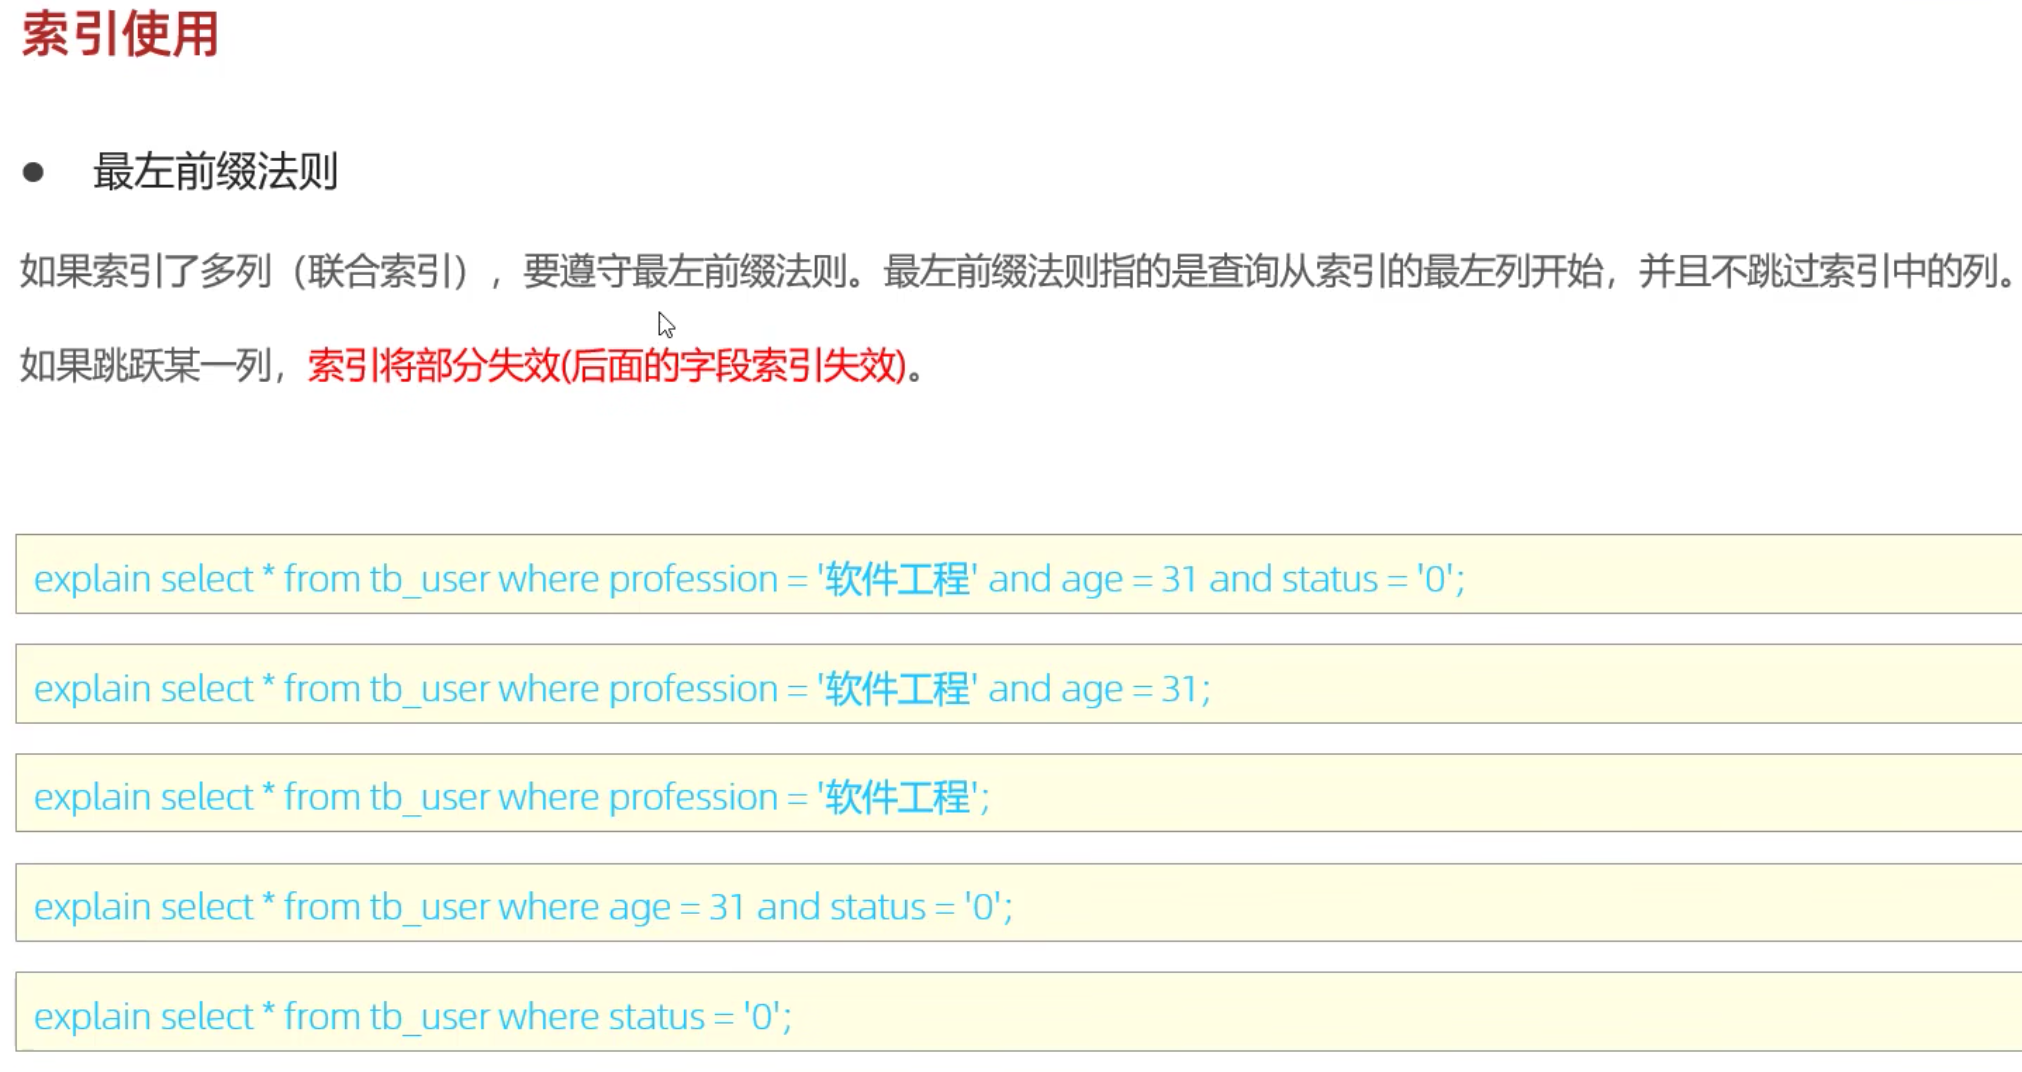 索引使用
最左前缀法则
如果索引了多列（联合索引），要遵守最左前缀法则。最左前缀法则指的是查询从索引的最左列开始，并且不跳过索引中的列。
如果跳跃某一列，索引将部分失效(后面的字段索引失效)。
explain select * from tb_user where profession = '软件工程' and age = 31 and status = '0';
explain select * from tb_user where profession = '软件工程' and age = 31;
explain select * from tb_user where profession = '软件工程';
explain select * from tb_user where age = 31 and status = '0';
explain select * from tb_user where status = '0';